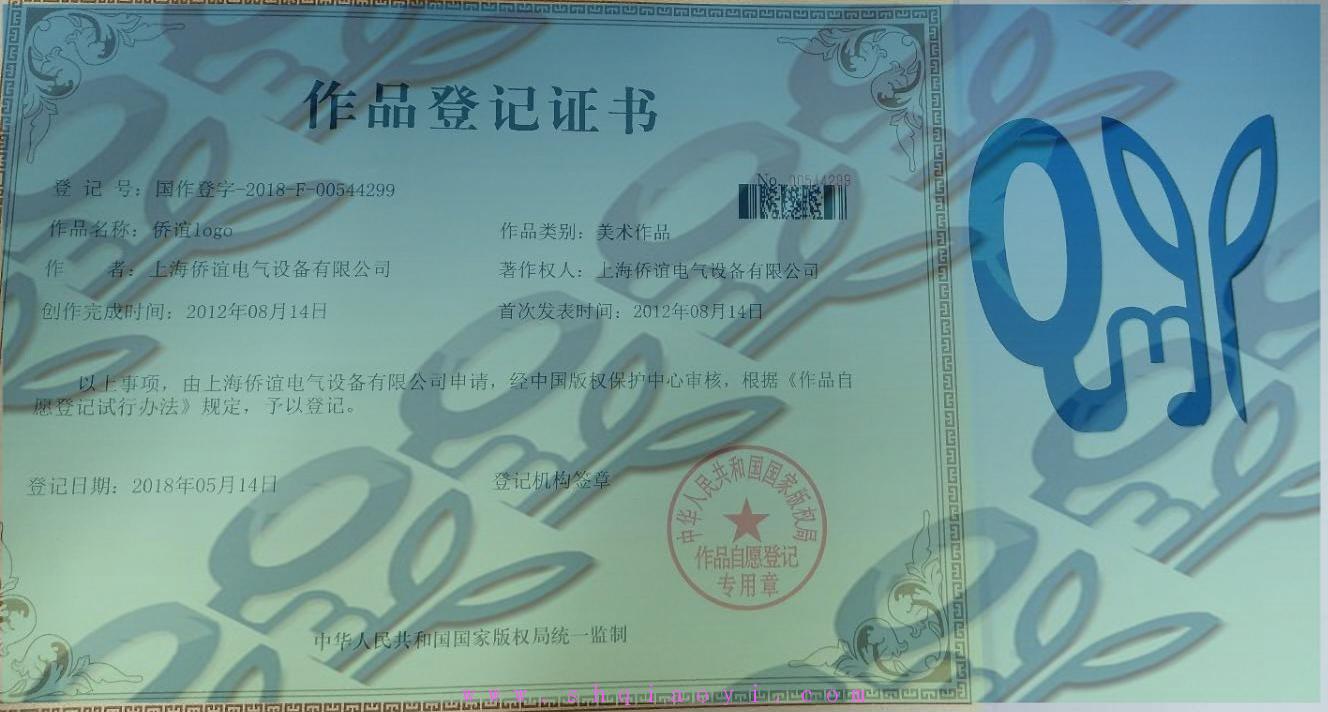 作品登记证书
No. 00544299
登 记 号：国作登字-2018-F-00544299
作品名称：侨谊logo
作品类别：美术作品
作 者：上海侨谊电气设备有限公司
著作权人：上海侨谊电气设备有限公司
创作完成时间：2012年08月14日
首次发表时间：2012年08月14日
以上事项，由上海侨谊电气设备有限公司申请，经中国版权保护中心审核，根据《作品自
愿登记试行办法》规定，予以登记。
登记日期：2018年05月14日
登记机构签章
中华人民共和国国家版权局
作品自愿登记
专用章
中华人民共和国国家版权局统一监制
www.shqiaoyi.com